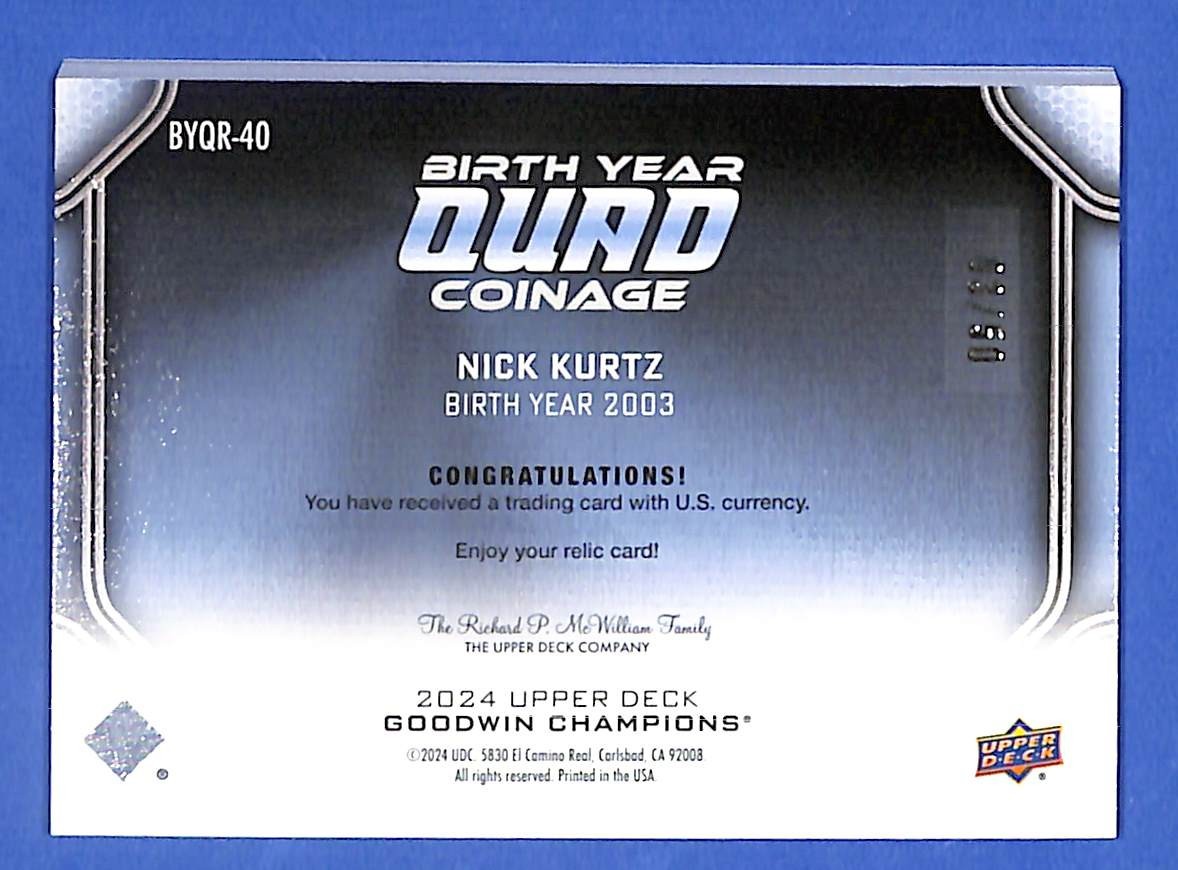 BYQR-40
BIRTH YEAR
QUAD
COINAGE
NICK KURTZ
BIRTH YEAR 2003
CONGRATULATIONS!
You have received a trading card with U.S. currency.
Enjoy your relic card!
The Richard P. McWilliam Family
THE UPPER DECK COMPANY
2024 UPPER DECK
GOODWIN CHAMPIONS®
©2024 UDC. 5830 El Camino Real, Carlsbad, CA 92008.
All rights reserved. Printed in the USA.
UPPER
D·E·C·K
®
®